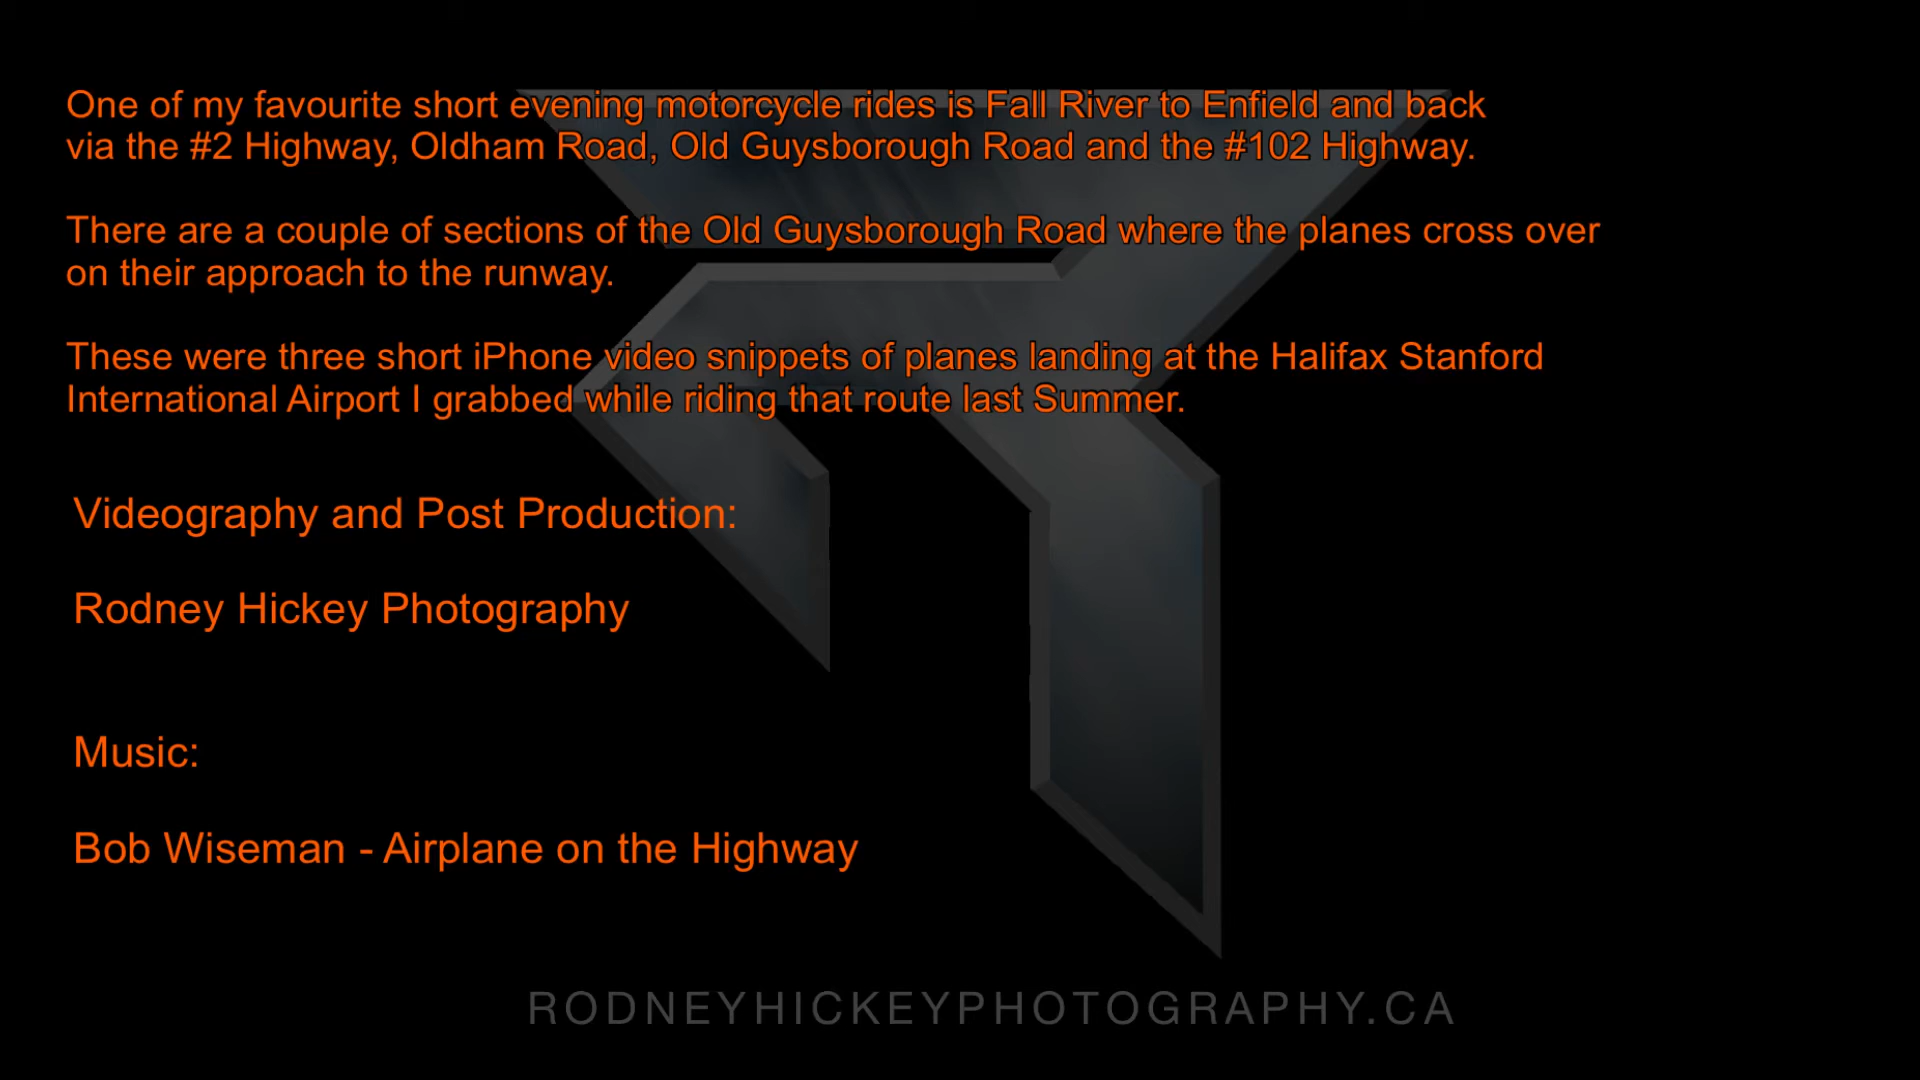 One of my favourite short evening motorcycle rides is Fall River to Enfield and back
via the #2 Highway, Oldham Road, Old Guysborough Road and the #102 Highway.
There are a couple of sections of the Old Guysborough Road where the planes cross over
on their approach to the runway.
These were three short iPhone video snippets of planes landing at the Halifax Stanford
International Airport I grabbed while riding that route last Summer.
Videography and Post Production:
Rodney Hickey Photography
Music:
Bob Wiseman - Airplane on the Highway
RODNEYHICKEYPHOTOGRAPHY.CA